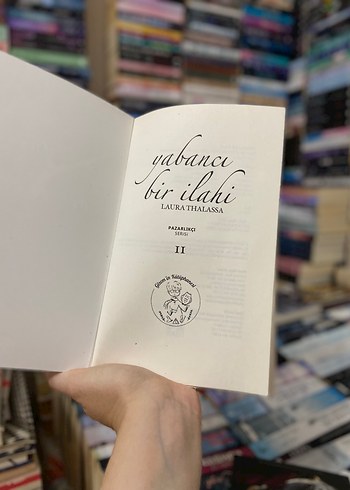 yabancı
bir ilahi
LAURA THALASSA
PAZARLIKÇI
SERİSİ
II